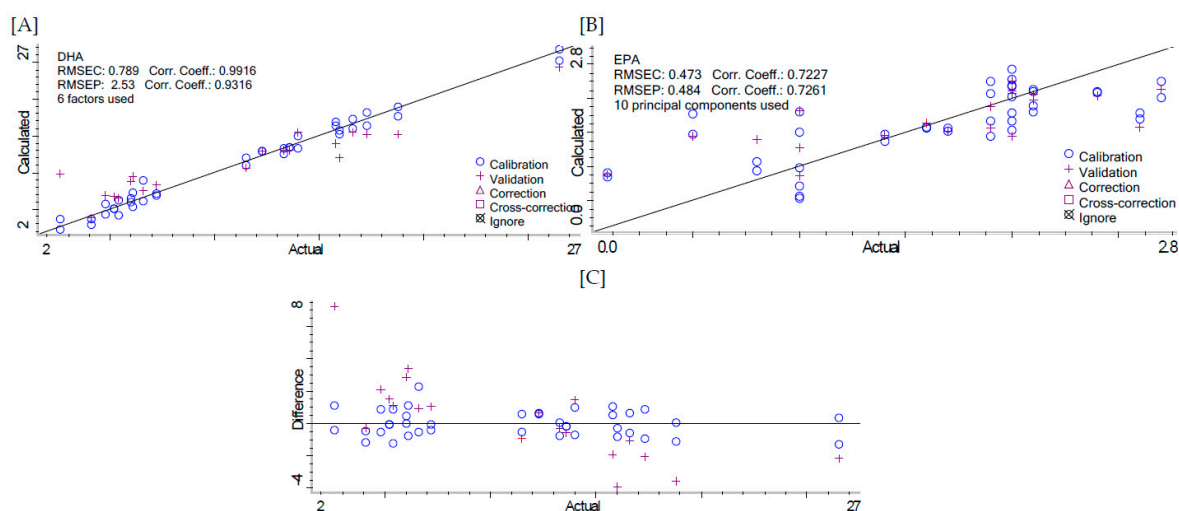 [A]
27
Calculated
2
DHA
RMSEC: 0.789 Corr. Coeff.: 0.9916
RMSEP: 2.53 Corr. Coeff.: 0.9316
6 factors used
Calibration
Validation
Correction
Cross-correction
Ignore
2
Actual
27
[B]
2.8
Calculated
0.0
EPA
RMSEC: 0.473 Corr. Coeff.: 0.7227
RMSEP: 0.484 Corr. Coeff.: 0.7261
10 principal components used
Calibration
Validation
Correction
Cross-correction
Ignore
0.0
Actual
2.8
[C]
8
Difference
-4
2
Actual
27